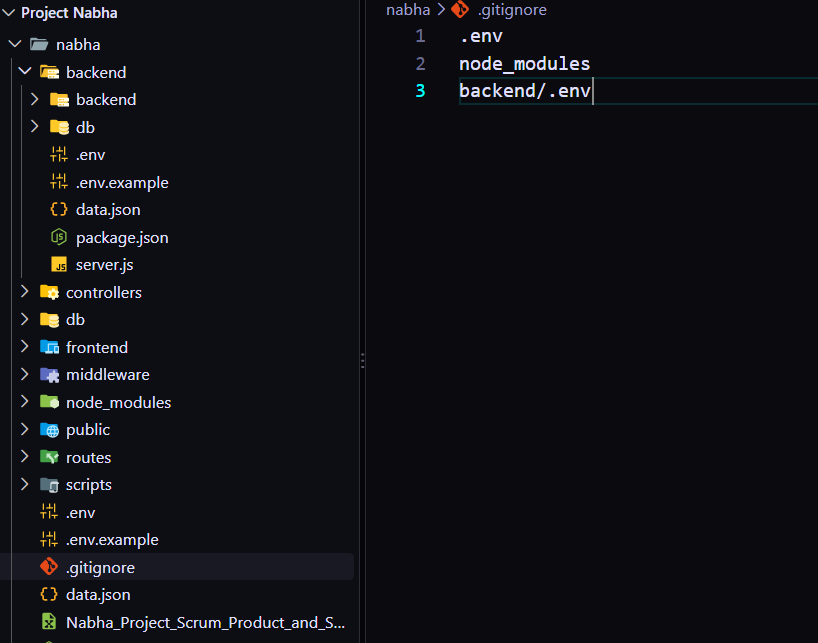 Project Nabha
nabha
backend
backend
db
.env
.env.example
data.json
package.json
server.js
controllers
db
frontend
middleware
node_modules
public
routes
scripts
.env
.env.example
.gitignore
data.json
Nabha_Project_Scrum_Product_and_S...
nabha > .gitignore
1 .env
2 node_modules
3 backend/.env